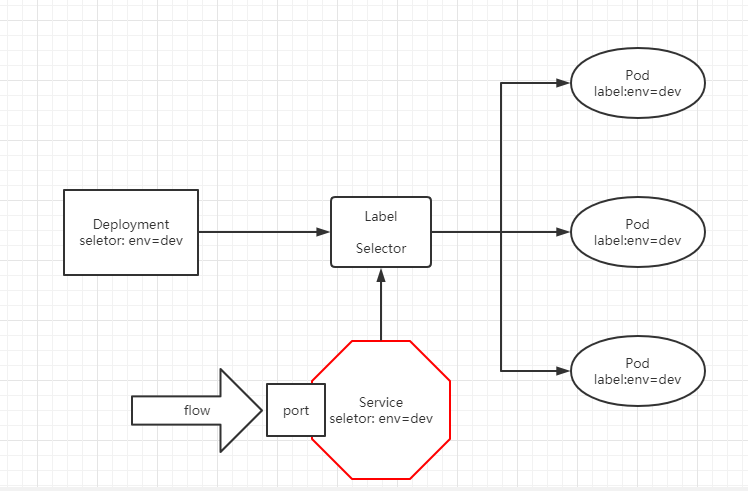 Pod
label:env=dev
Deployment
seletor: env=dev
Label
Selector
Pod
label:env=dev
Pod
label:env=dev
flow
port
Service
seletor: env=dev